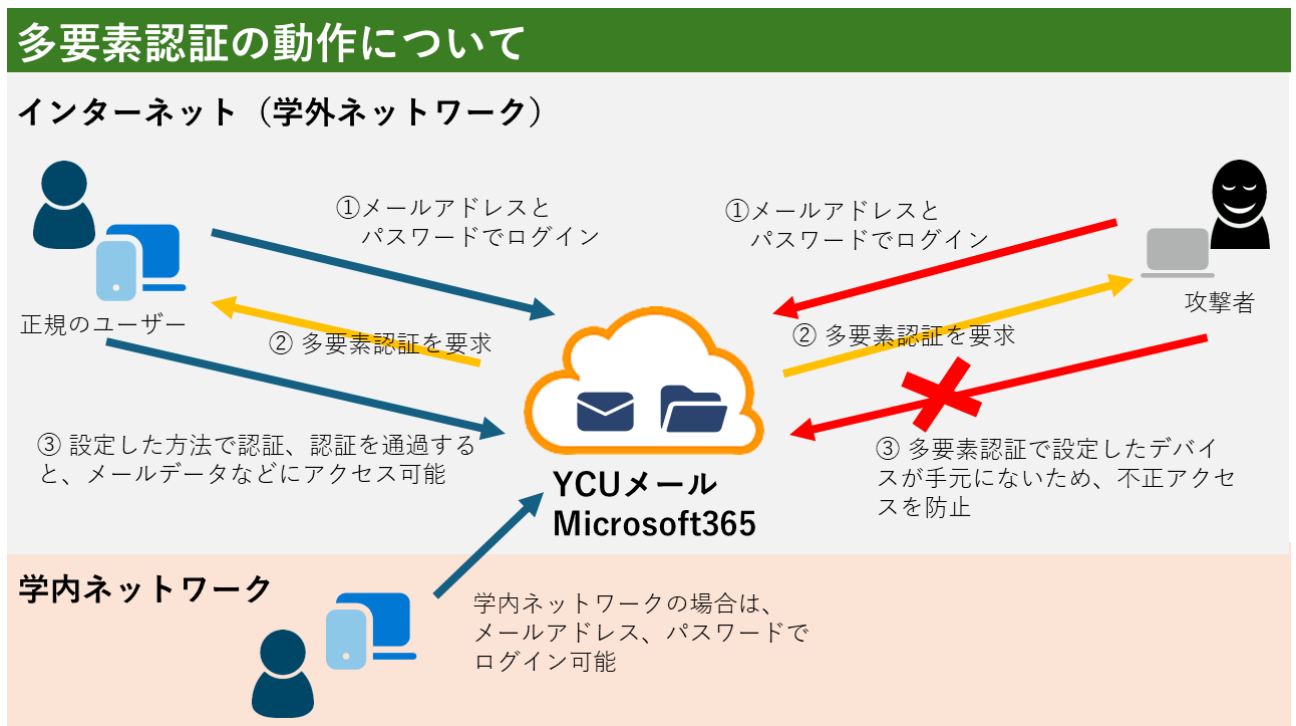 多要素認証の動作について
インターネット（学外ネットワーク）
①メールアドレスと
パスワードでログイン
①メールアドレスと
パスワードでログイン
正規のユーザー
② 多要素認証を要求
② 多要素認証を要求
攻撃者
③ 設定した方法で認証、認証を通過する
と、メールデータなどにアクセス可能
③ 多要素認証で設定したデバイ
スが手元にないため、不正アクセ
スを防止
YCUメール
Microsoft365
学内ネットワーク
学内ネットワークの場合は、
メールアドレス、パスワードで
ログイン可能